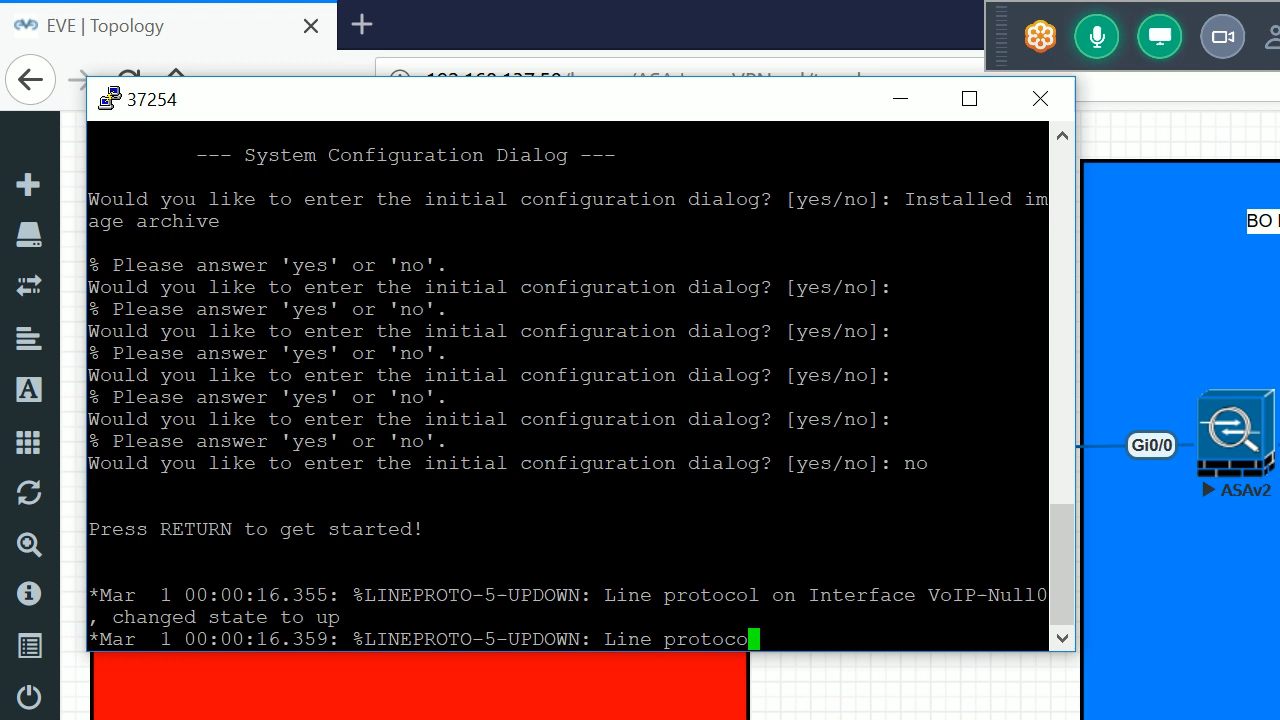 EVE | Topology
37254
--- System Configuration Dialog ---
Would you like to enter the initial configuration dialog? [yes/no]: Installed im
age archive
% Please answer 'yes' or 'no'.
Would you like to enter the initial configuration dialog? [yes/no]:
% Please answer 'yes' or 'no'.
Would you like to enter the initial configuration dialog? [yes/no]:
% Please answer 'yes' or 'no'.
Would you like to enter the initial configuration dialog? [yes/no]:
% Please answer 'yes' or 'no'.
Would you like to enter the initial configuration dialog? [yes/no]:
% Please answer 'yes' or 'no'.
Would you like to enter the initial configuration dialog? [yes/no]: no
Press RETURN to get started!
*Mar  1 00:00:16.355: %LINEPROTO-5-UPDOWN: Line protocol on Interface VoIP-Null0
, changed state to up
*Mar  1 00:00:16.359: %LINEPROTO-5-UPDOWN: Line protoco
BO
Gi0/0
ASAv2